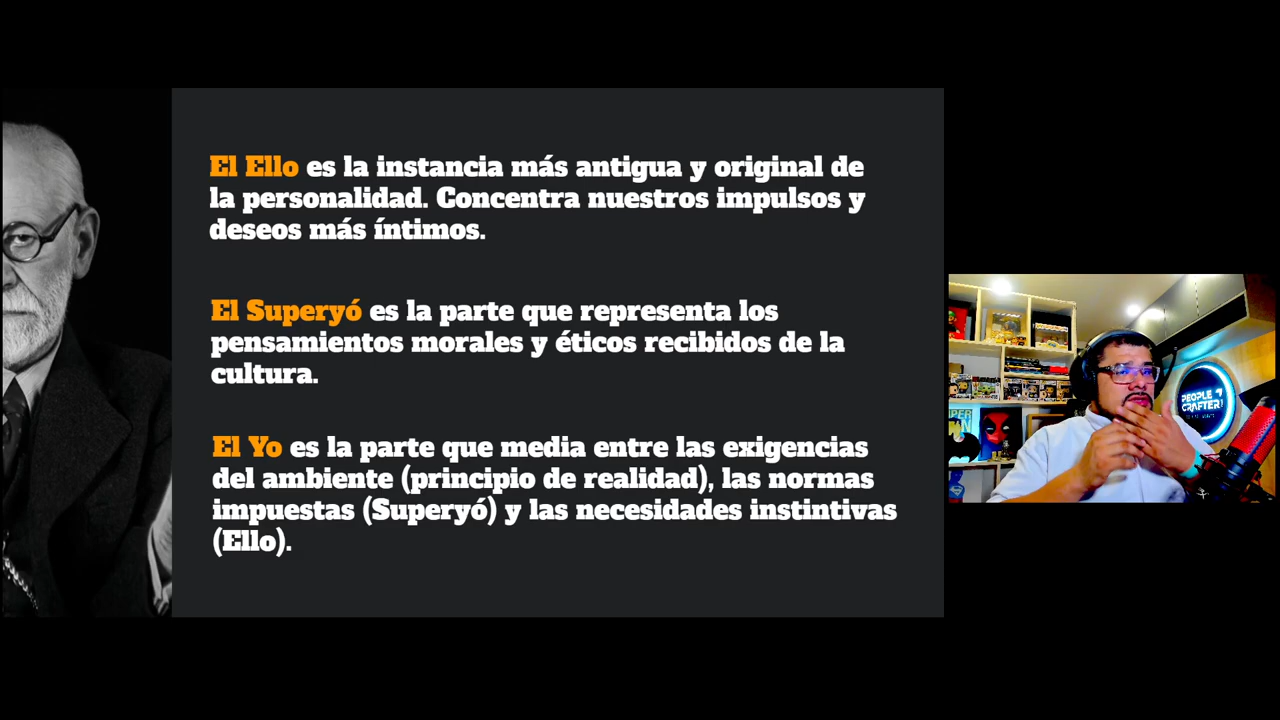 El Ello es la instancia más antigua y original de
la personalidad. Concentra nuestros impulsos y
deseos más íntimos.
El Superyó es la parte que representa los
pensamientos morales y éticos recibidos de la
cultura.
El Yo es la parte que media entre las exigencias
del ambiente (principio de realidad), las normas
impuestas (Superyó) y las necesidades instintivas
(Ello).
PEOPLE
CRAFTER